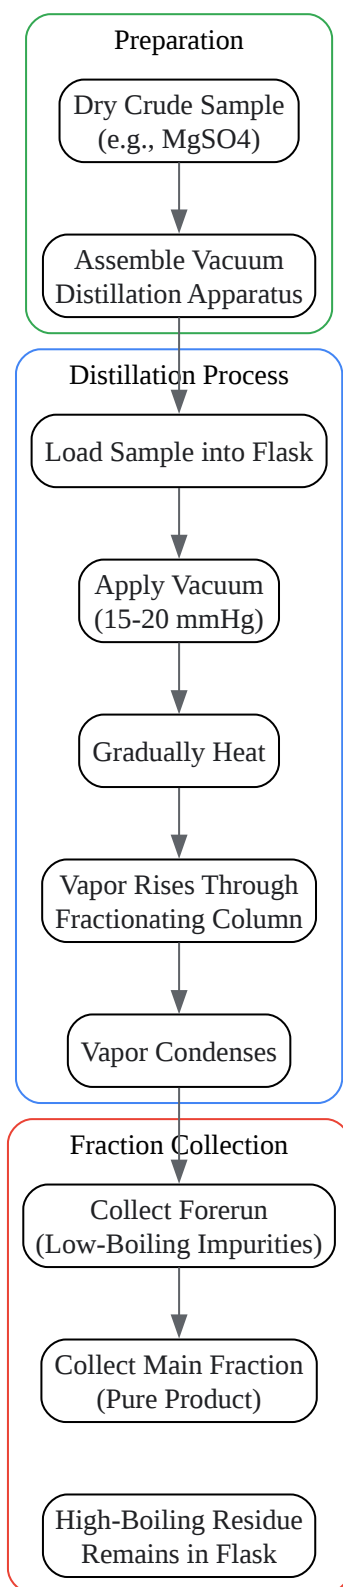 Preparation
Dry Crude Sample
(e.g., MgSO4)
Assemble Vacuum
Distillation Apparatus
Distillation Process
Load Sample into Flask
Apply Vacuum
(15-20 mmHg)
Gradually Heat
Vapor Rises Through
Fractionating Column
Vapor Condenses
Fraction Collection
Collect Forerun
(Low-Boiling Impurities)
Collect Main Fraction
(Pure Product)
High-Boiling Residue
Remains in Flask